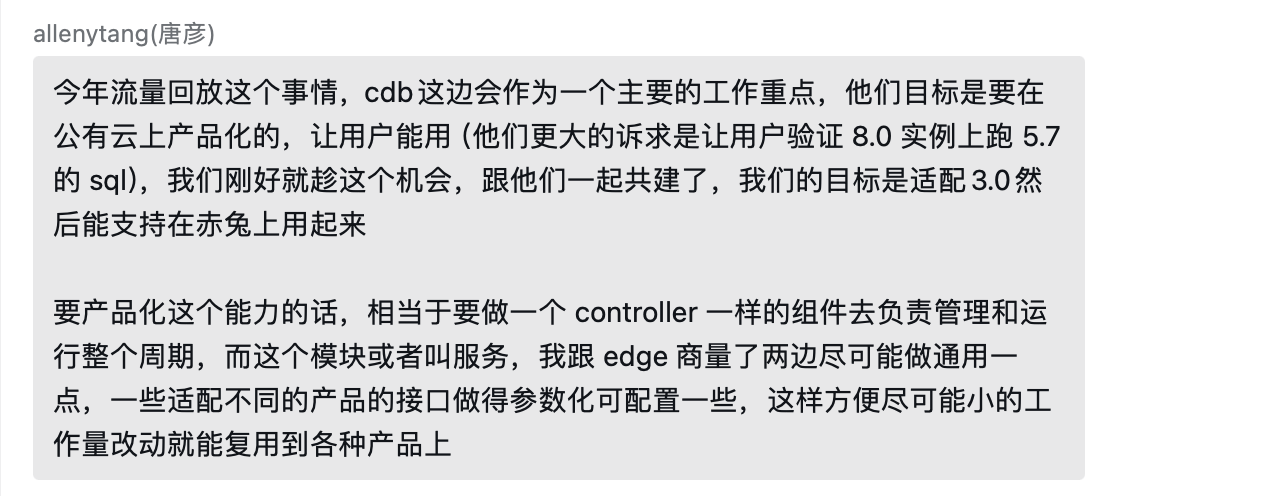 allenytang(唐彦)
今年流量回放这个事情，cdb这边会作为一个主要的工作重点，他们目标是要在
公有云上产品化的，让用户能用 (他们更大的诉求是让用户验证 8.0 实例上跑 5.7
的 sql)，我们刚好就趁这个机会，跟他们一起共建了，我们的目标是适配3.0然
后能支持在赤兔上用起来
要产品化这个能力的话，相当于要做一个 controller 一样的组件去负责管理和运
行整个周期，而这个模块或者叫服务，我跟 edge 商量了两边尽可能做通用一
点，一些适配不同的产品的接口做得参数化可配置一些，这样方便尽可能小的工
作量改动就能复用到各种产品上